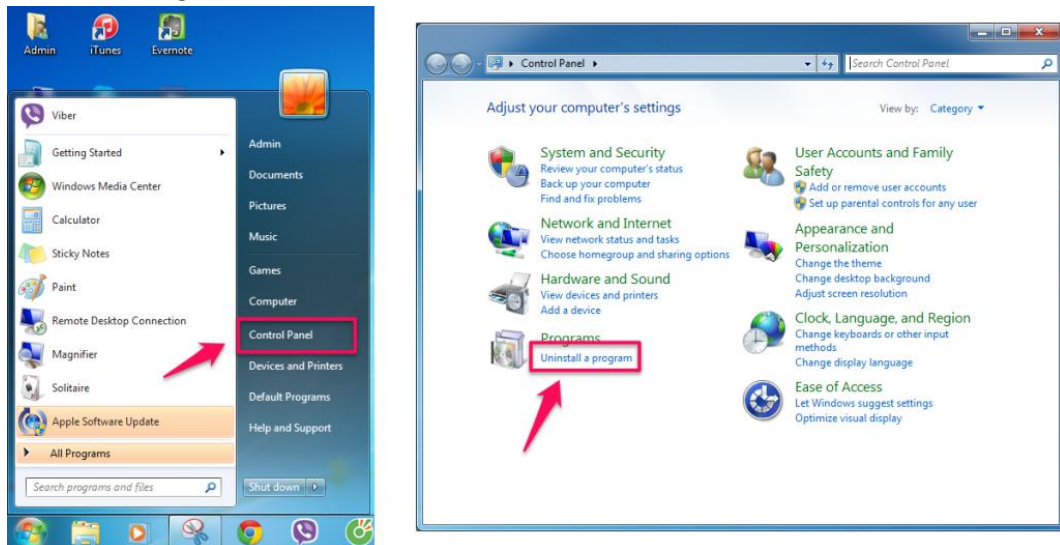 Admin
iTunes
Evernote
Viber
Getting Started
Windows Media Center
Calculator
Sticky Notes
Paint
Remote Desktop Connection
Magnifier
Solitaire
Apple Software Update
All Programs
Search programs and files
Admin
Documents
Pictures
Music
Games
Computer
Control Panel
Devices and Printers
Default Programs
Help and Support
Shut down
Control Panel
Search Control Panel
Adjust your computer's settings
View by: Category
System and Security
Review your computer's status
Back up your computer
Find and fix problems
Network and Internet
View network status and tasks
Choose homegroup and sharing options
Hardware and Sound
View devices and printers
Add a device
Programs
Uninstall a program
User Accounts and Family
Safety
Add or remove user accounts
Set up parental controls for any user
Appearance and
Personalization
Change the theme
Change desktop background
Adjust screen resolution
Clock, Language, and Region
Change keyboards or other input
methods
Change display language
Ease of Access
Let Windows suggest settings
Optimize visual display